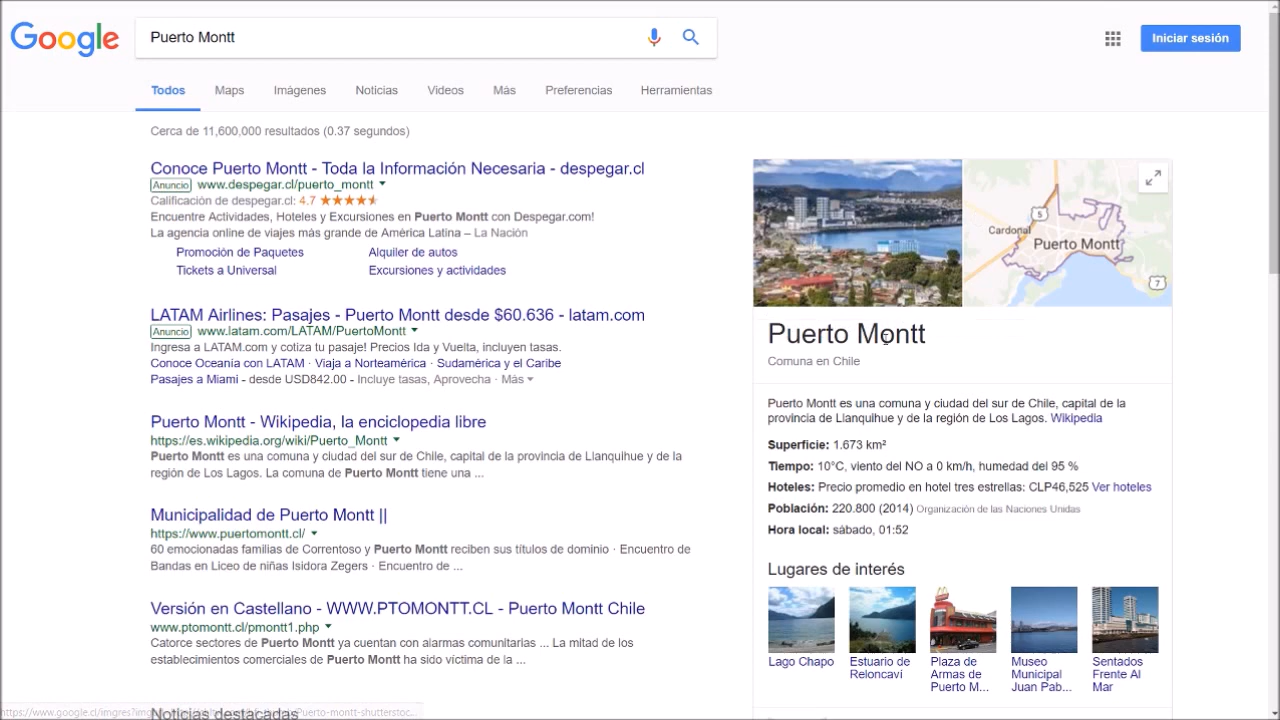 Google
Puerto Montt
Iniciar sesión
Todos
Maps
Imágenes
Noticias
Videos
Más
Preferencias
Herramientas
Cerca de 11,600,000 resultados (0.37 segundos)
Conoce Puerto Montt - Toda la Información Necesaria - despegar.cl
Anuncio www.despegar.cl/puerto_montt
Calificación de despegar.cl: 4.7
Encuentre Actividades, Hoteles y Excursiones en Puerto Montt con Despegar.com!
La agencia online de viajes más grande de América Latina – La Nación
Promoción de Paquetes
Alquiler de autos
Tickets a Universal
Excursiones y actividades
LATAM Airlines: Pasajes - Puerto Montt desde $60.636 - latam.com
Anuncio www.latam.com/LATAM/PuertoMontt
Ingresa a LATAM.com y cotiza tu pasaje! Precios Ida y Vuelta, incluyen tasas.
Conoce Oceanía con LATAM · Viaja a Norteamérica · Sudamérica y el Caribe
Pasajes a Miami - desde USD842.00 - Incluye tasas, Aprovecha · Más
Puerto Montt - Wikipedia, la enciclopedia libre
https://es.wikipedia.org/wiki/Puerto_Montt
Puerto Montt es una comuna y ciudad del sur de Chile, capital de la provincia de Llanquihue y de la
región de Los Lagos. La comuna de Puerto Montt tiene una ...
Municipalidad de Puerto Montt ||
https://www.puertomontt.cl/
60 emocionadas familias de Correntoso y Puerto Montt reciben sus títulos de dominio · Encuentro de
Bandas en Liceo de niñas Isidora Zegers · Encuentro de ...
Versión en Castellano - WWW.PTOMONTT.CL - Puerto Montt Chile
www.ptomontt.cl/pmontt1.php
Catorce sectores de Puerto Montt ya cuentan con alarmas comunitarias ... La mitad de los
establecimientos comerciales de Puerto Montt ha sido víctima de la ...
Noticias destacadas
5
Cardonal
Puerto Montt
7
Puerto Montt
Comuna en Chile
Puerto Montt es una comuna y ciudad del sur de Chile, capital de la
provincia de Llanquihue y de la región de Los Lagos. Wikipedia
Superficie: 1.673 km²
Tiempo: 10°C, viento del NO a 0 km/h, humedad del 95 %
Hoteles: Precio promedio en hotel tres estrellas: CLP46,525 Ver hoteles
Población: 220.800 (2014) Organización de las Naciones Unidas
Hora local: sábado, 01:52
Lugares de interés
Lago Chapo
Estuario de
Reloncaví
Plaza de
Armas de
Puerto M...
Museo
Municipal
Juan Pab...
Sentados
Frente Al
Mar